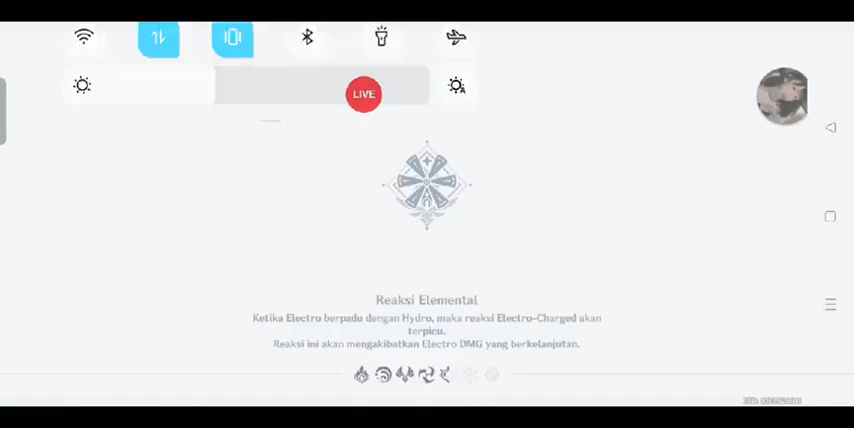 LIVE
Reaksi Elemental
Ketika Electro berpadu dengan Hydro, maka reaksi Electro-Charged akan
terpicu.
Reaksi ini akan mengakibatkan Electro DMG yang berkelanjutan.